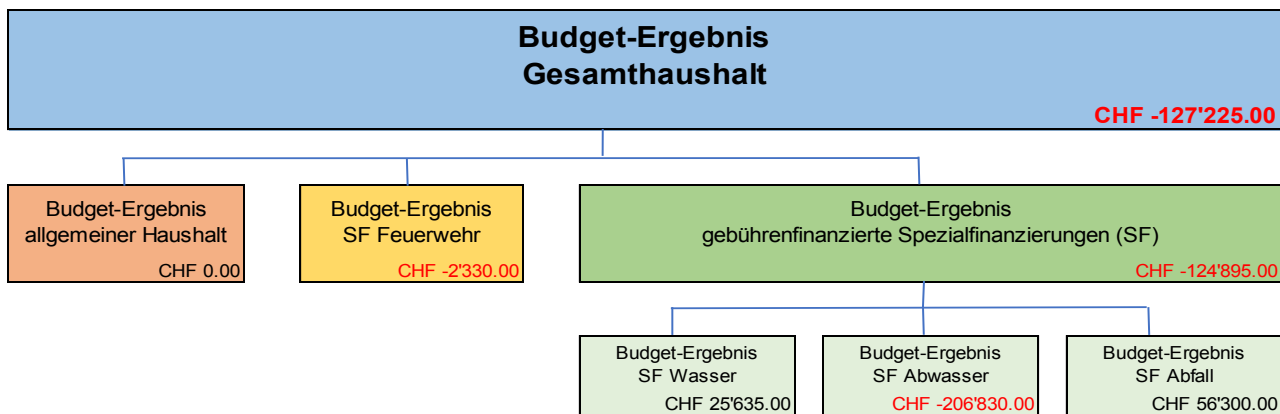 Budget-Ergebnis
Gesamthaushalt
CHF -127'225.00
Budget-Ergebnis
allgemeiner Haushalt
CHF 0.00
Budget-Ergebnis
SF Feuerwehr
CHF -2'330.00
Budget-Ergebnis
gebührenfinanzierte Spezialfinanzierungen (SF)
CHF -124'895.00
Budget-Ergebnis
SF Wasser
CHF 25'635.00
Budget-Ergebnis
SF Abwasser
CHF -206'830.00
Budget-Ergebnis
SF Abfall
CHF 56'300.00